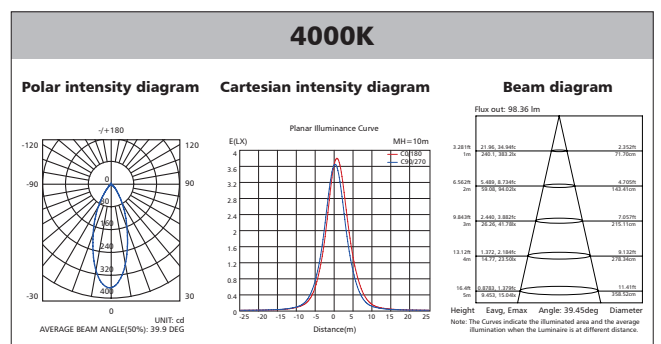 4000K
Polar intensity diagram
-/+180
-120
120
-90
90
-30
30
0
0
80
160
240
320
400
UNIT: cd
AVERAGE BEAM ANGLE(50%): 39.9 DEG
Cartesian intensity diagram
Planar Illuminance Curve
E(LX)
MH=10m
C0/180
C90/270
4
3.6
3.2
2.8
2.4
2
1.6
1.2
0.8
0.4
0
-25 -20 -15 -10 -5 0 5 10 15 20 25
Distance(m)
Beam diagram
Flux out: 98.36 lm
3.281ft 21.98, 34.94fc 2.352ft
1m 240.1, 383.2lx 71.70cm
6.562ft 5.489, 8.734fc 4.705ft
2m 59.08, 94.02lx 143.41cm
9.843ft 2.440, 3.882fc 7.057ft
3m 26.26, 41.78lx 215.11cm
13.12ft 1.372, 2.184fc 9.132ft
4m 14.77, 23.50lx 278.34cm
16.4ft 0.8783, 1.379fc 11.41ft
5m 9.453, 15.04lx 358.52cm
Height Eavg, Emax Angle: 39.45deg Diameter
Note: The Curves indicate the illuminated area and the average
illumination when the Luminaire is at different distance.